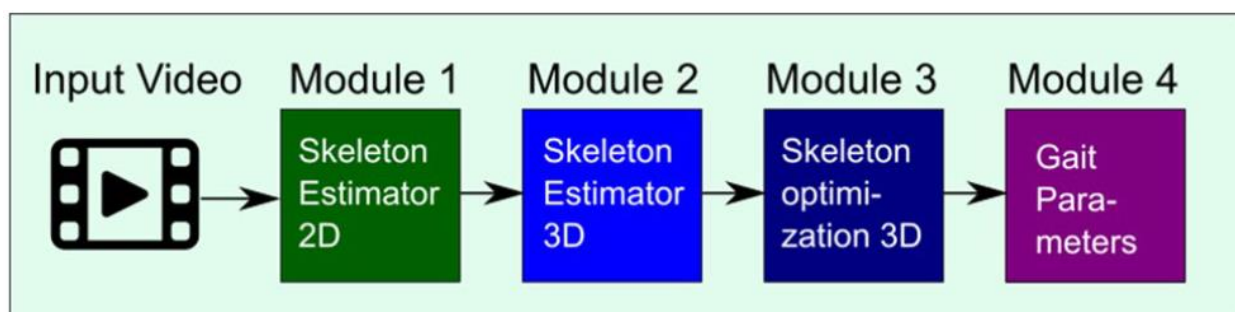 Input Video
Module 1
Module 2
Module 3
Module 4
Skeleton
Estimator
2D
Skeleton
Estimator
3D
Skeleton
optimi-
zation 3D
Gait
Para-
meters